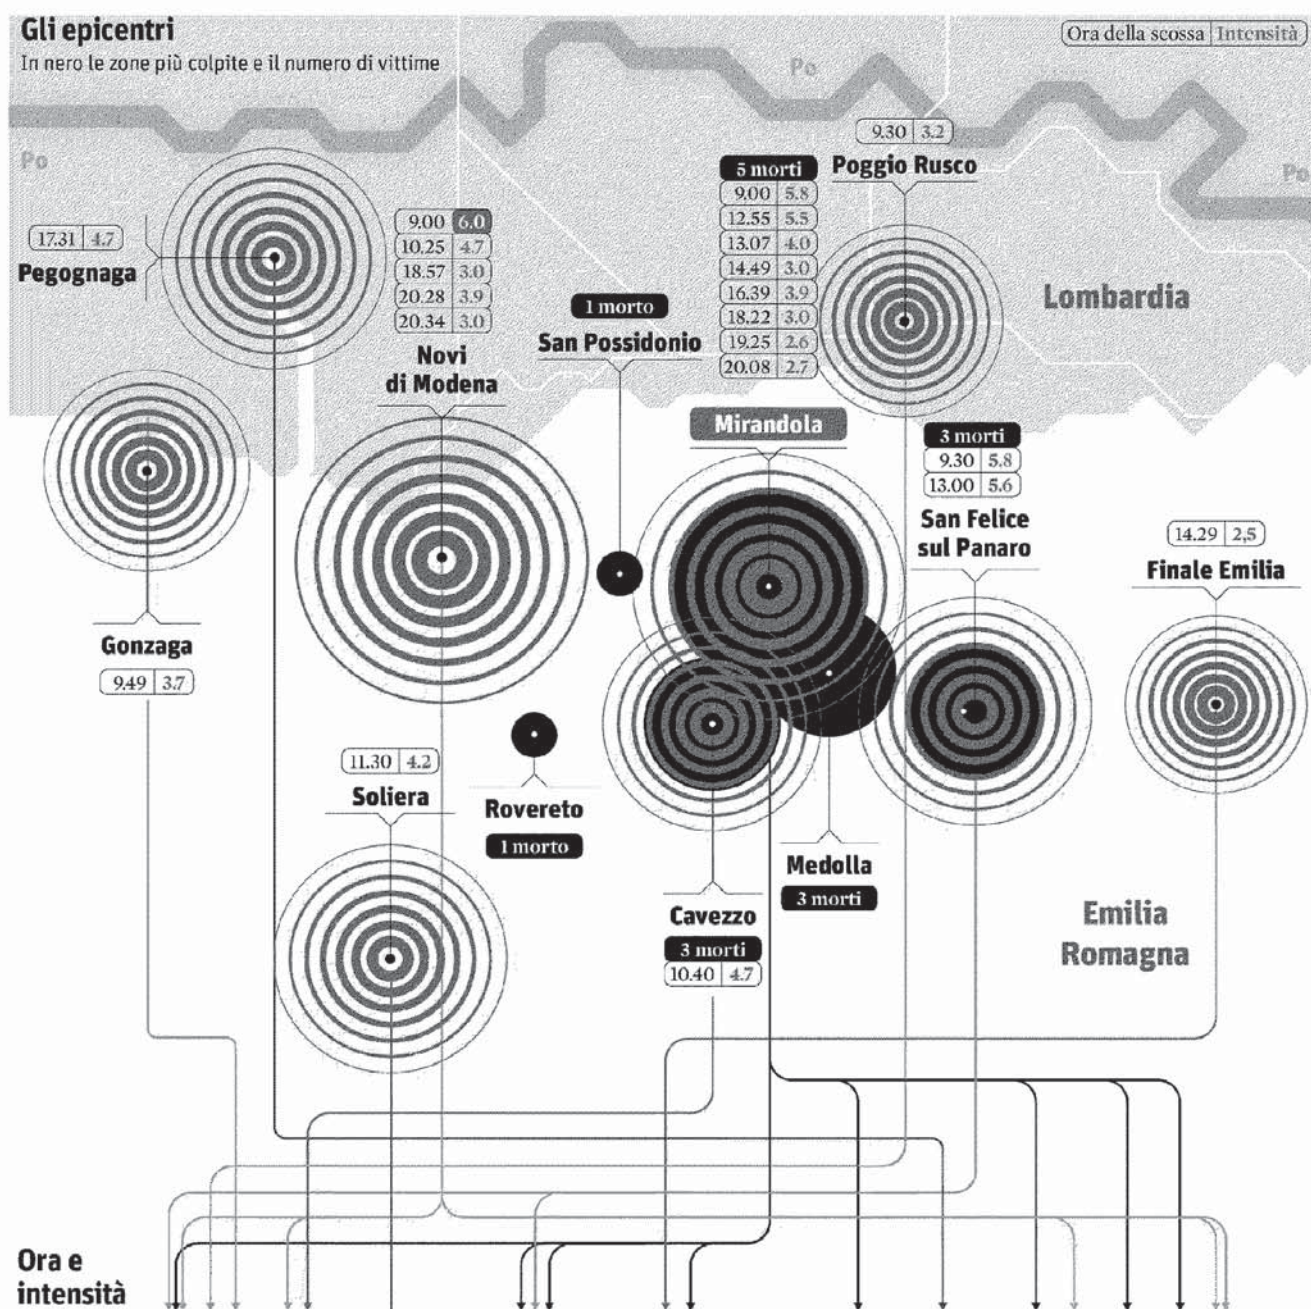 Gli epicentri
In nero le zone più colpite e il numero di vittime
Ora della scossa Intensità
Po
Po
Po
17.31 4.7
Pegognaga
9.00 6.0
10.25 4.7
18.57 3.0
20.28 3.9
20.34 3.0
Novi
di Modena
1 morto
San Possidonio
5 morti
9.00 5.8
12.55 5.5
13.07 4.0
14.49 3.0
16.39 3.9
18.22 3.0
19.25 2.6
20.08 2.7
Mirandola
9.30 3.2
Poggio Rusco
Lombardia
3 morti
9.30 5.8
13.00 5.6
San Felice
sul Panaro
14.29 2,5
Finale Emilia
Gonzaga
9.49 3.7
11.30 4.2
Soliera
Rovereto
1 morto
Medolla
3 morti
Cavezzo
3 morti
10.40 4.7
Emilia
Romagna
Ora e
intensità